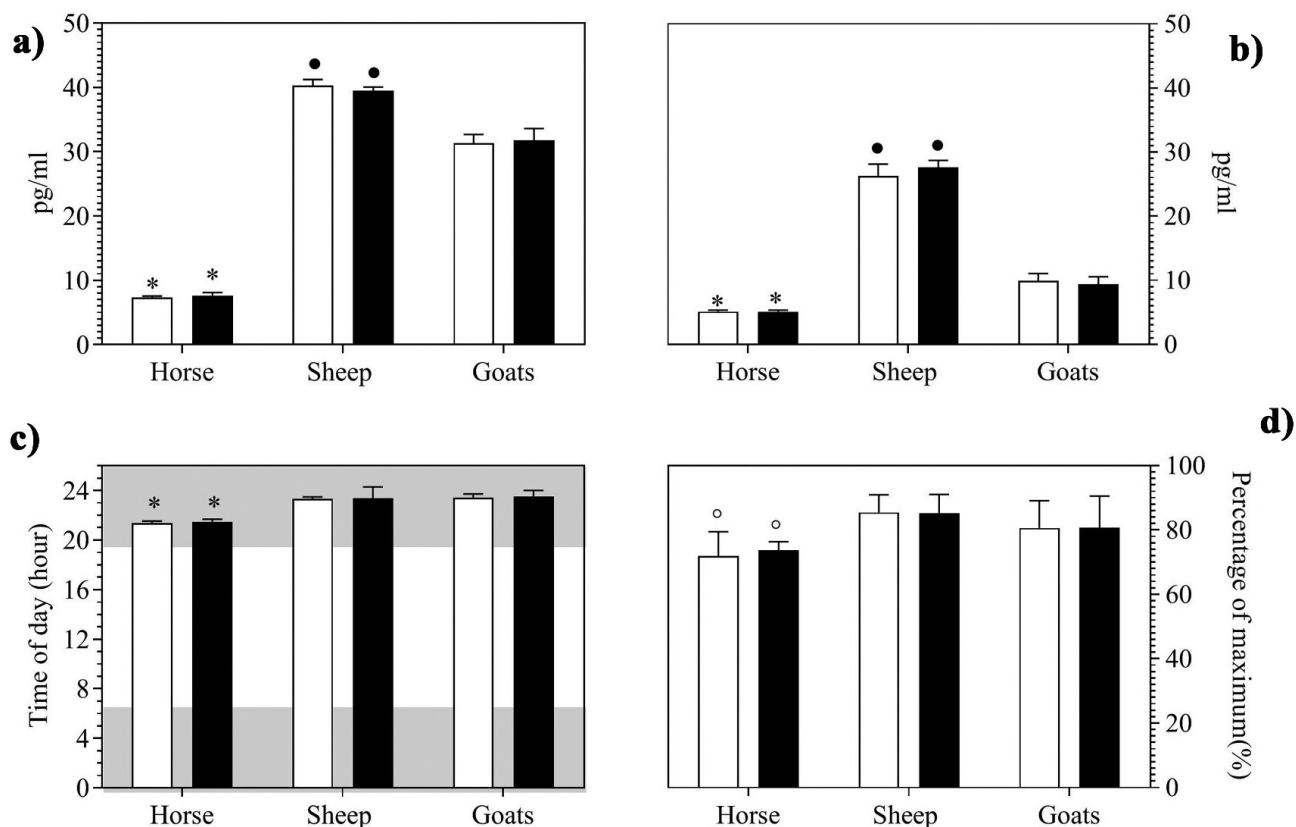 a)
50
40
30
20
10
0
pg/ml
●
●
*
*
Horse
Sheep
Goats
b)
50
40
30
20
10
0
pg/ml
●
●
*
*
Horse
Sheep
Goats
c)
24
20
16
12
8
4
0
Time of day (hour)
*
*
Horse
Sheep
Goats
d)
100
80
60
40
20
0
Percentage of maximum(%)
○
○
Horse
Sheep
Goats